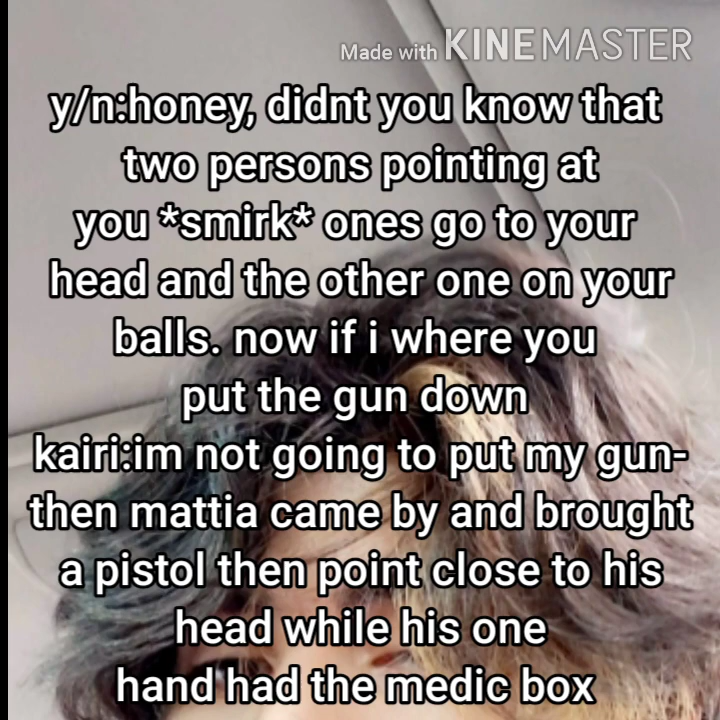 Made with KINEMASTER
y/n:honey, didnt you know that
two persons pointing at
you *smirk* ones go to your
head and the other one on your
balls. now if i where you
put the gun down
kairi:im not going to put my gun-
then mattia came by and brought
a pistol then point close to his
head while his one
hand had the medic box